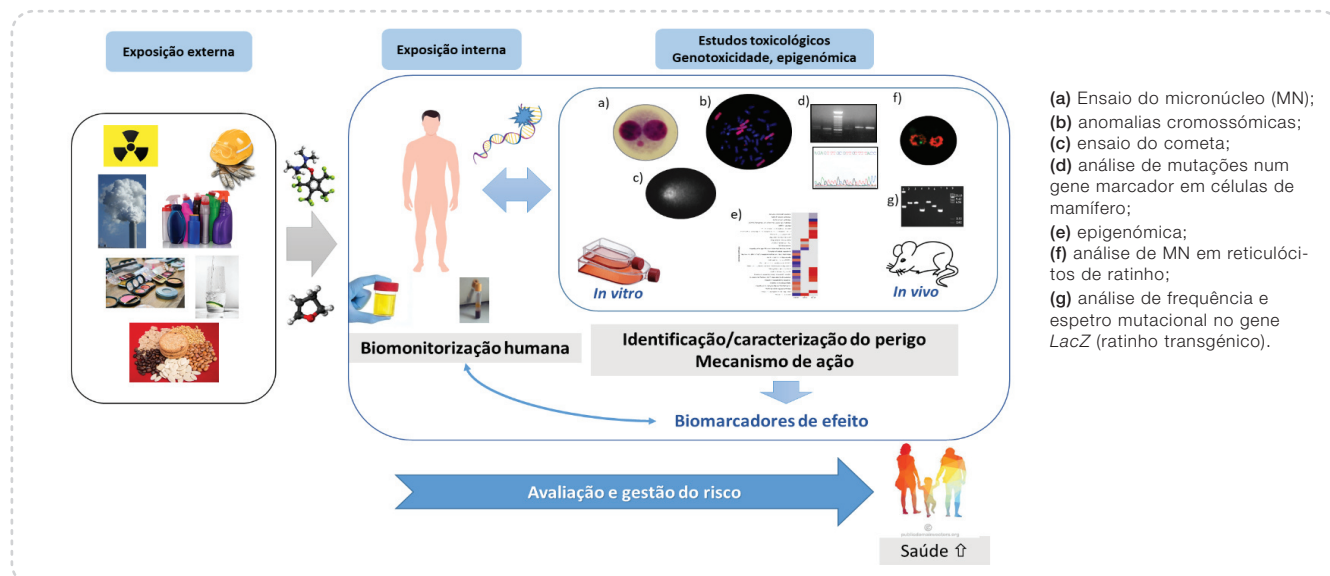 Exposição externa
Exposição interna
Estudos toxicológicos
Genotoxicidade, epigenómica
a)
b)
c)
d)
e)
f)
g)
In vitro
In vivo
Biomonitorização humana
Identificação/caracterização do perigo
Mecanismo de ação
Biomarcadores de efeito
Avaliação e gestão do risco
Saúde ⇧
(a) Ensaio do micronúcleo (MN);
(b) anomalias cromossómicas;
(c) ensaio do cometa;
(d) análise de mutações num
gene marcador em células de
mamífero;
(e) epigenómica;
(f) análise de MN em reticulóci-
tos de ratinho;
(g) análise de frequência e
espetro mutacional no gene
LacZ (ratinho transgénico).